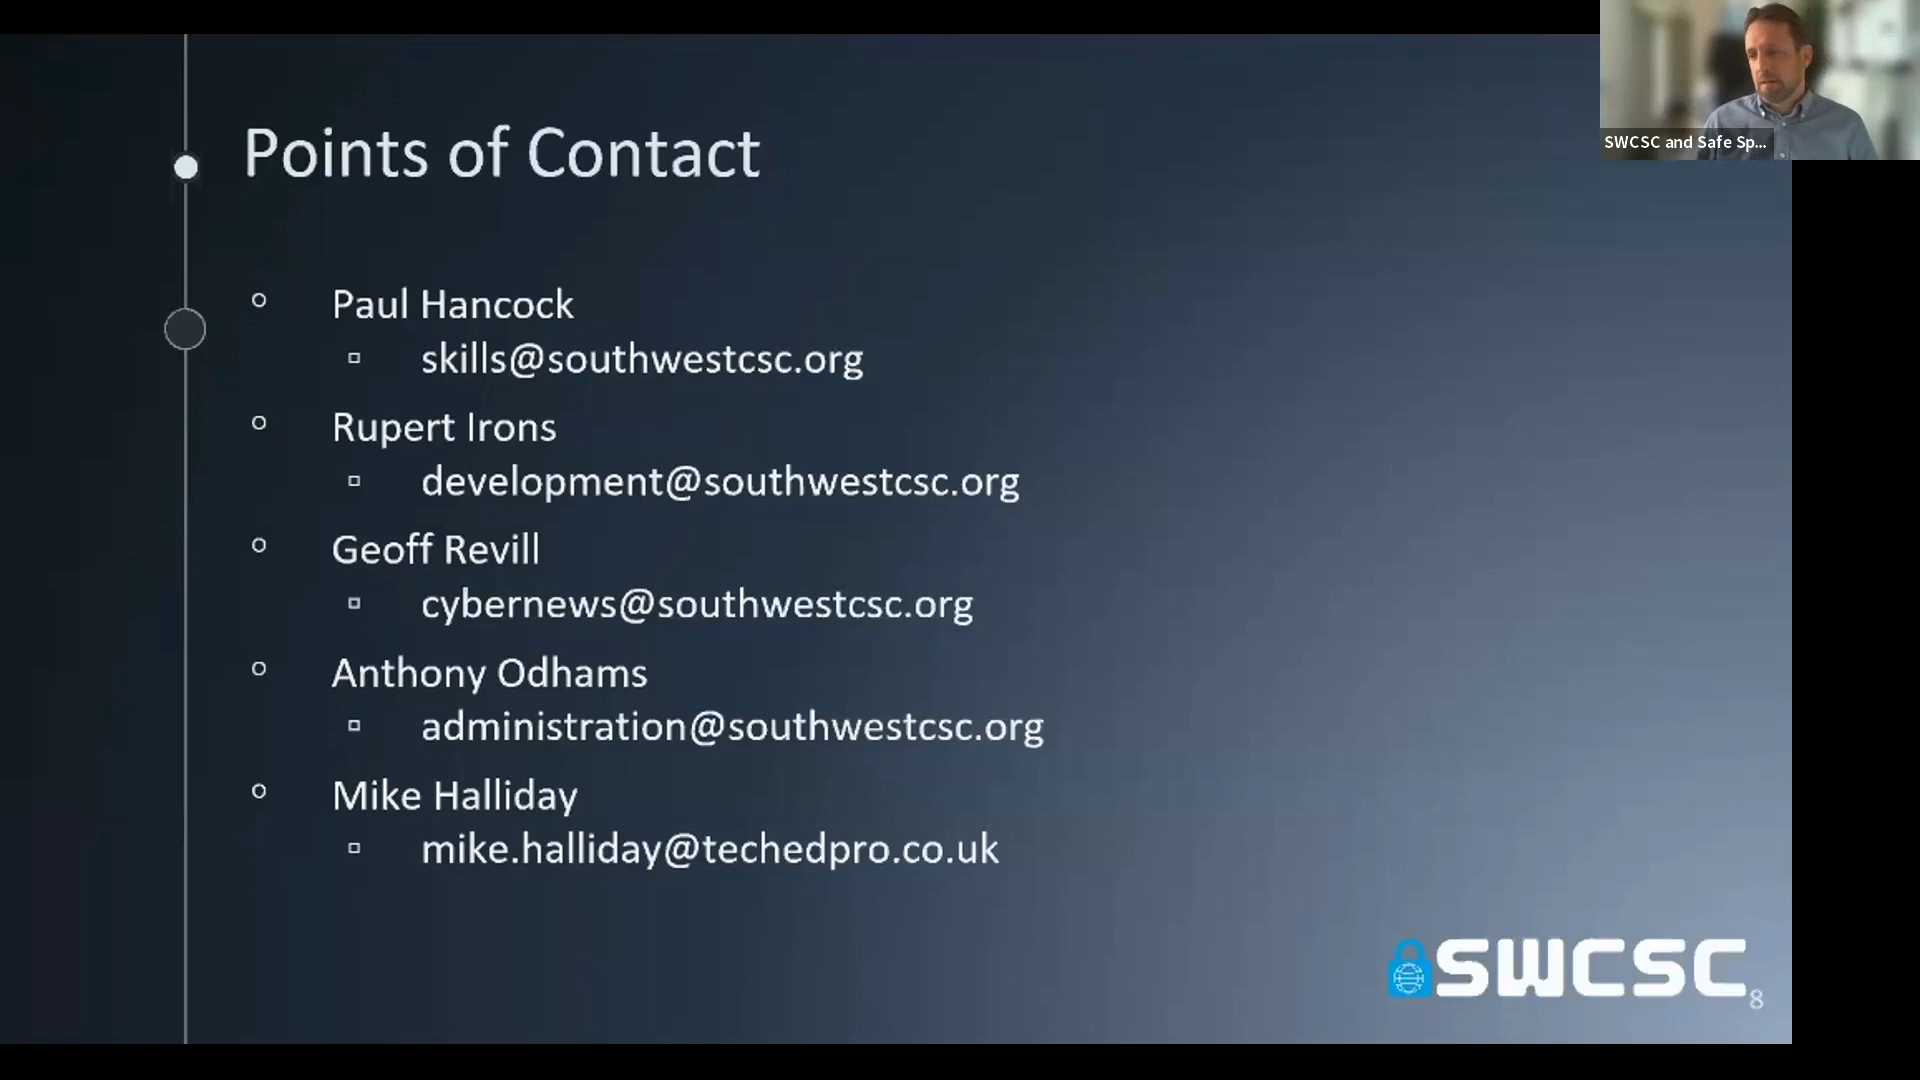 SWCSC and Safe Sp...
Points of Contact
Paul Hancock
skills@southwestcsc.org
Rupert Irons
development@southwestcsc.org
Geoff Revill
cybernews@southwestcsc.org
Anthony Odhams
administration@southwestcsc.org
Mike Halliday
mike.halliday@techedpro.co.uk
SWCSC
8